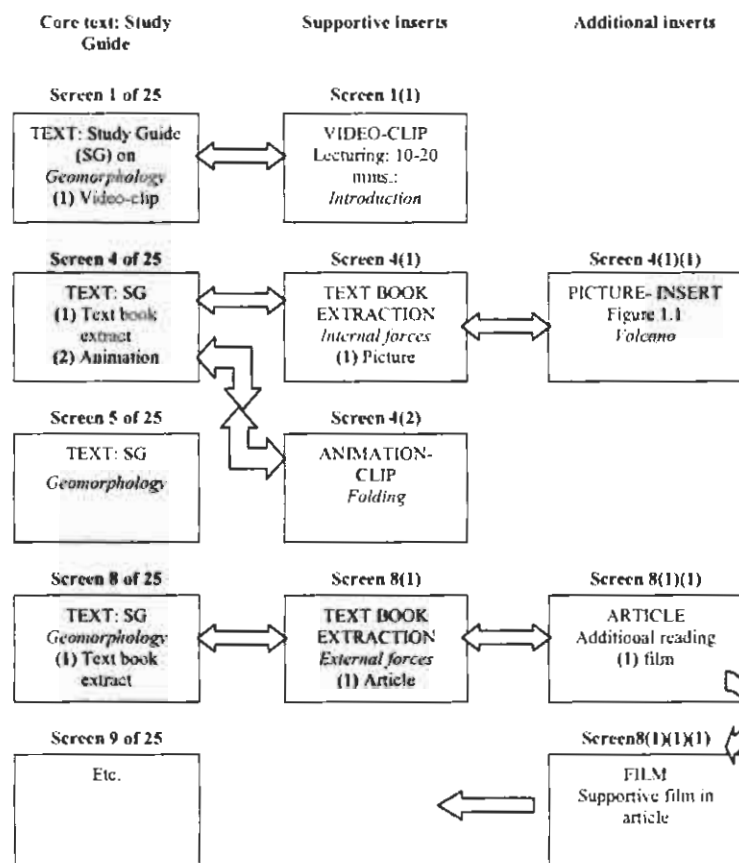 Core text: Study
Guide
Supportive inserts
Additional inserts
Screen 1 of 25
TEXT: Study Guide
(SG) on
Geomorphology
(1) Video-clip
Screen 1(1)
VIDEO-CLIP
Lecturing: 10-20
mins.:
Introduction
Screen 4 of 25
TEXT: SG
(1) Text book
extract
(2) Animation
Screen 4(1)
TEXT BOOK
EXTRACTION
Internal forces
(1) Picture
Screen 4(1)(1)
PICTURE- INSERT
Figure 1.1
Volcano
Screen 5 of 25
TEXT: SG
Geomorphology
Screen 4(2)
ANIMATION-
CLIP
Folding
Screen 8 of 25
TEXT: SG
Geomorphology
(1) Text book
extract
Screen 8(1)
TEXT BOOK
EXTRACTION
External forces
(1) Article
Screen 8(1)(1)
ARTICLE
Additional reading
(1) film
Screen 9 of 25
Etc.
Screen8(1)(1)(1)
FILM
Supportive film in
article